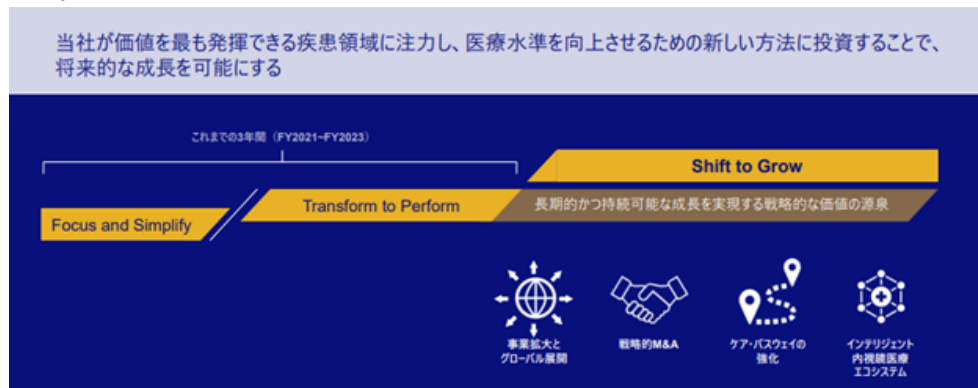 当社が価値を最も発揮できる疾患領域に注力し、医療水準を向上させるための新しい方法に投資することで、
将来的な成長を可能にする
これまでの3年間（FY2021~FY2023）
Shift to Grow
Transform to Perform
長期的かつ持続可能な成長を実現する戦略的な価値の源泉
Focus and Simplify
事業拡大と
グローバル展開
戦略的M&A
ケア・パスウェイの
強化
インテリジェント
内視鏡医療
エコシステム